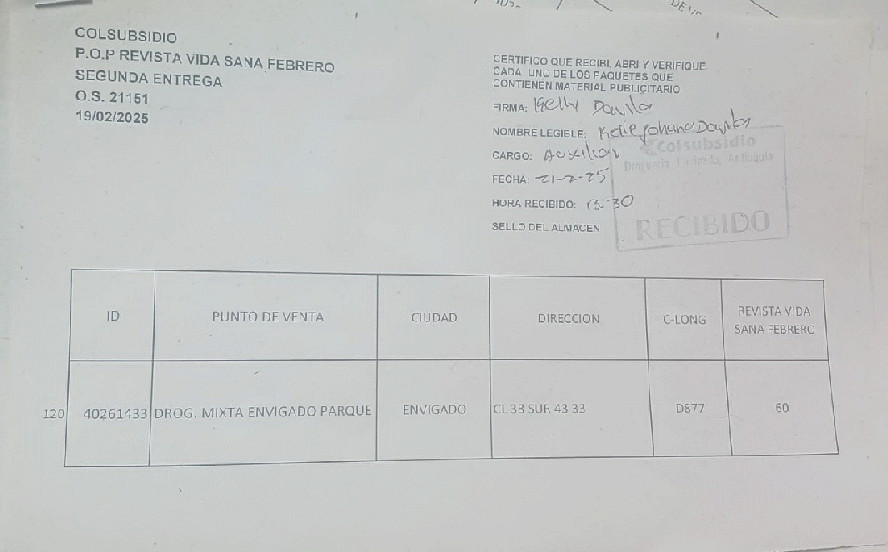 COLSUBSIDIO
P.O.P REVISTA VIDA SANA FEBRERO
SEGUNDA ENTREGA
O.S. 21151
19/02/2025
CERTIFICO QUE RECIBI, ABRI Y VERIFIQUE
CADA UNO DE LOS PAQUETES QUE
CONTIENEN MATERIAL PUBLICITARIO
FIRMA: Kelly Davila
NOMBRE LEGIBLE:
CARGO: Auxiliar
FECHA: 21-2-25
HORA RECIBIDO:
SELLO DEL ALMACEN
Colsubsidio
Antioquia
RECIBIDO
ID PUNTO DE VENTA CIUDAD DIRECCION C-LONG REVISTA VIDA
SANA FEBRERO
120 40261433 DROG. MIXTA ENVIGADO PARQUE ENVIGADO CL 33 SUR 43 33 D877 60